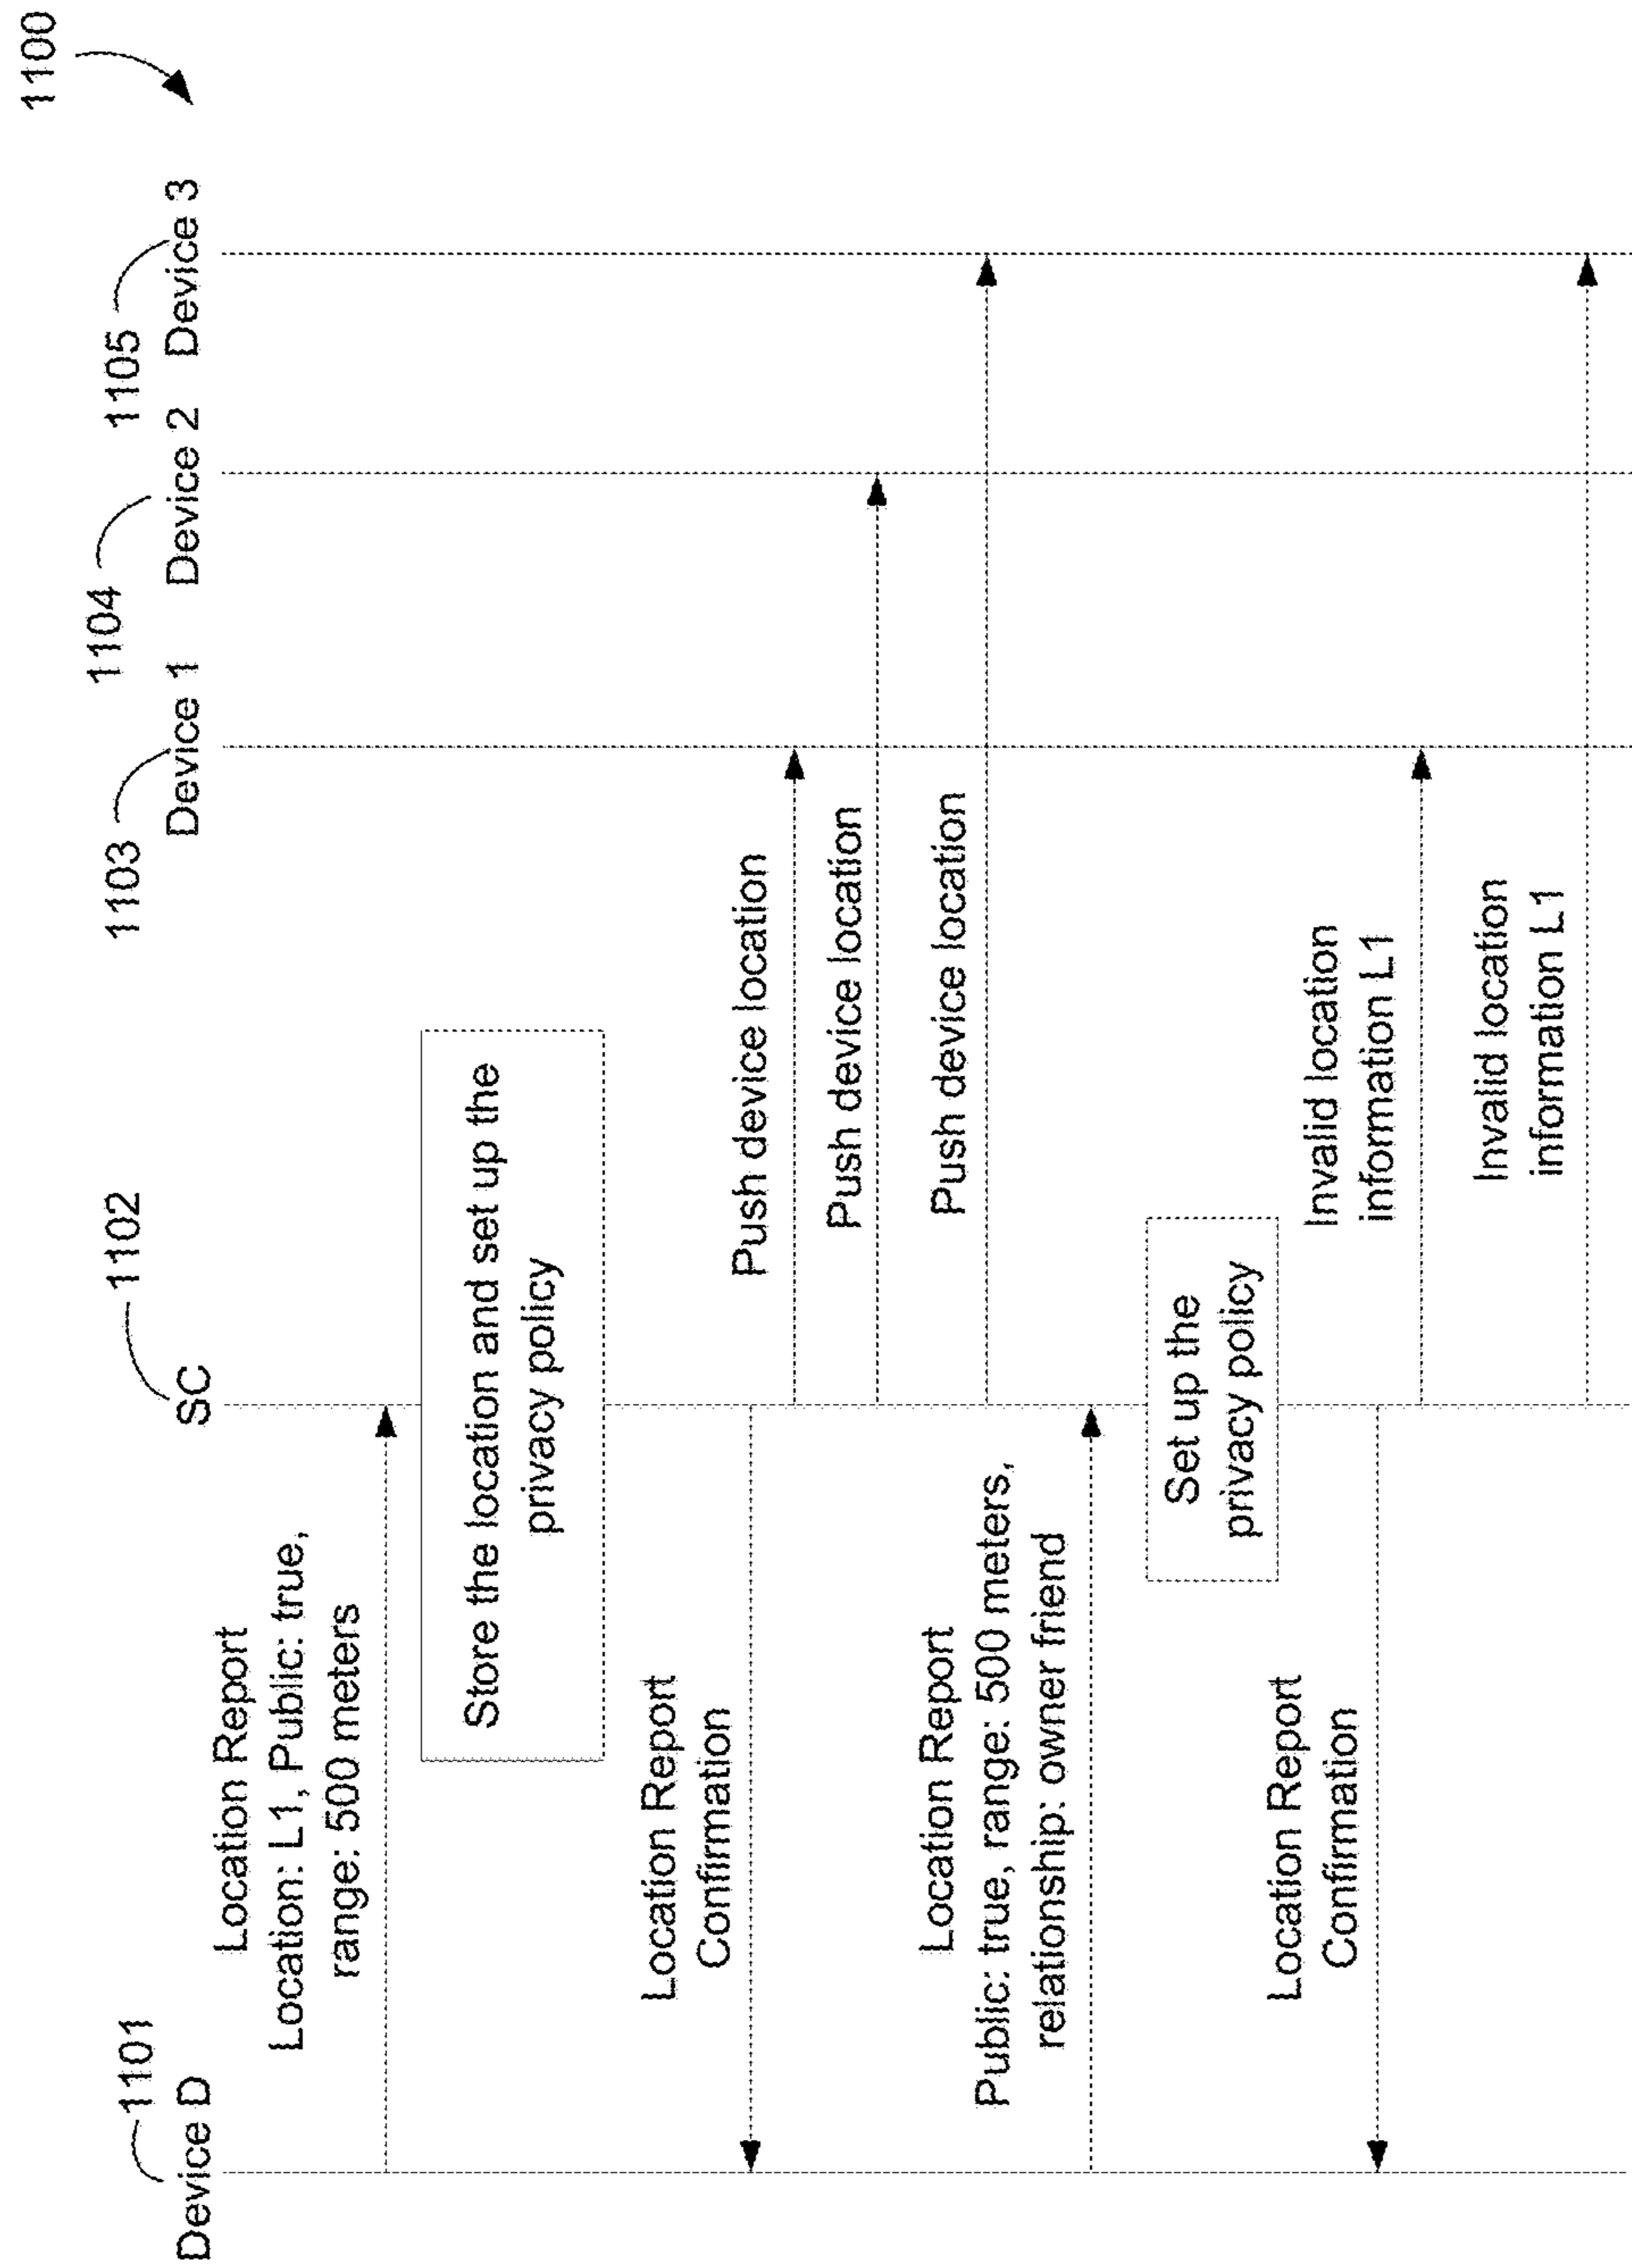 1100
1101
Device D
1102
SC
1103
Device 1
1104
Device 2
1105
Device 3
Location Report
Location: L1, Public: true,
range: 500 meters
Store the location and set up the
privacy policy
Location Report
Confirmation
Push device location
Push device location
Push device location
Location Report
Public: true, range: 500 meters,
relationship: owner friend
Set up the
privacy policy
Location Report
Confirmation
Invalid location
information L1
Invalid location
information L1